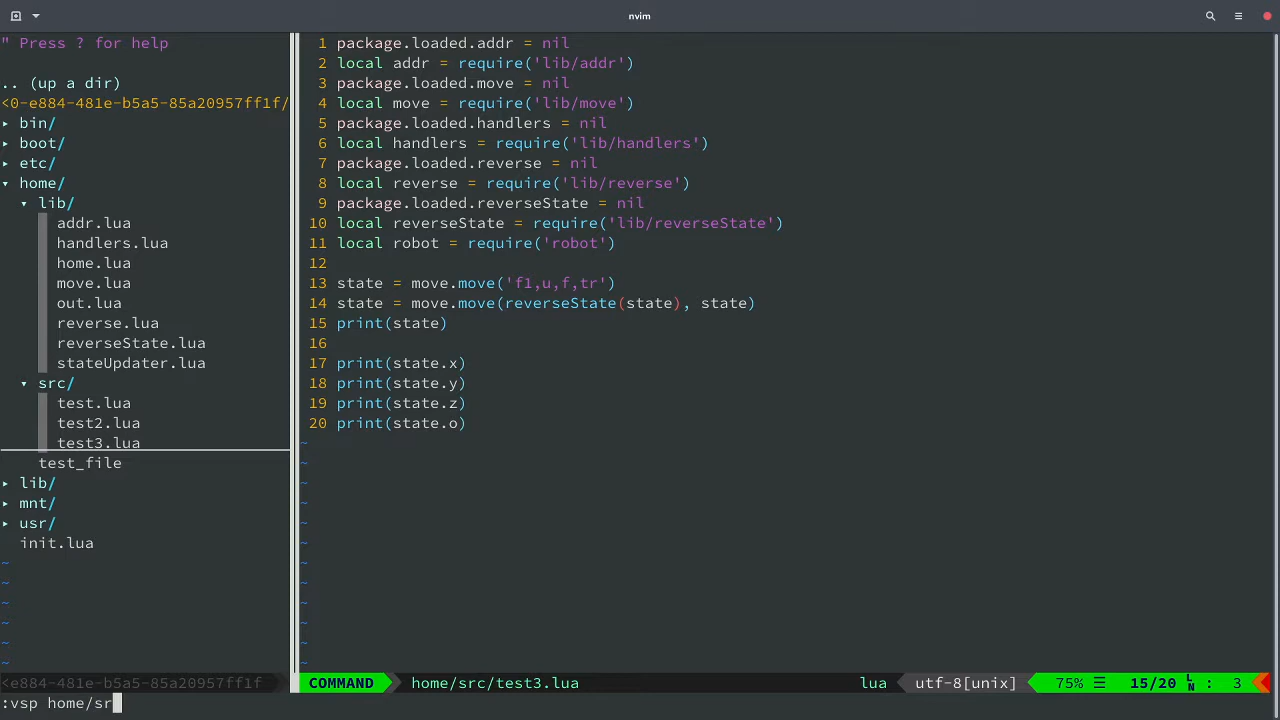 nvim
" Press ? for help
.. (up a dir)
<0-e884-481e-b5a5-85a20957ff1f/
▸ bin/
▸ boot/
▸ etc/
▾ home/
▾ lib/
addr.lua
handlers.lua
home.lua
move.lua
out.lua
reverse.lua
reverseState.lua
stateUpdater.lua
▾ src/
test.lua
test2.lua
test3.lua
test_file
▸ lib/
▸ mnt/
▸ usr/
init.lua
~
~
~
~
~
~
1 package.loaded.addr = nil
2 local addr = require('lib/addr')
3 package.loaded.move = nil
4 local move = require('lib/move')
5 package.loaded.handlers = nil
6 local handlers = require('lib/handlers')
7 package.loaded.reverse = nil
8 local reverse = require('lib/reverse')
9 package.loaded.reverseState = nil
10 local reverseState = require('lib/reverseState')
11 local robot = require('robot')
12
13 state = move.move('f1,u,f,tr')
14 state = move.move(reverseState(state), state)
15 print(state)
16
17 print(state.x)
18 print(state.y)
19 print(state.z)
20 print(state.o)
~
~
~
~
~
~
~
~
~
~
~
~
<e884-481e-b5a5-85a20957ff1f
COMMAND home/src/test3.lua lua utf-8[unix] 75% ☰ 15/20 LN : 3
:vsp home/sr